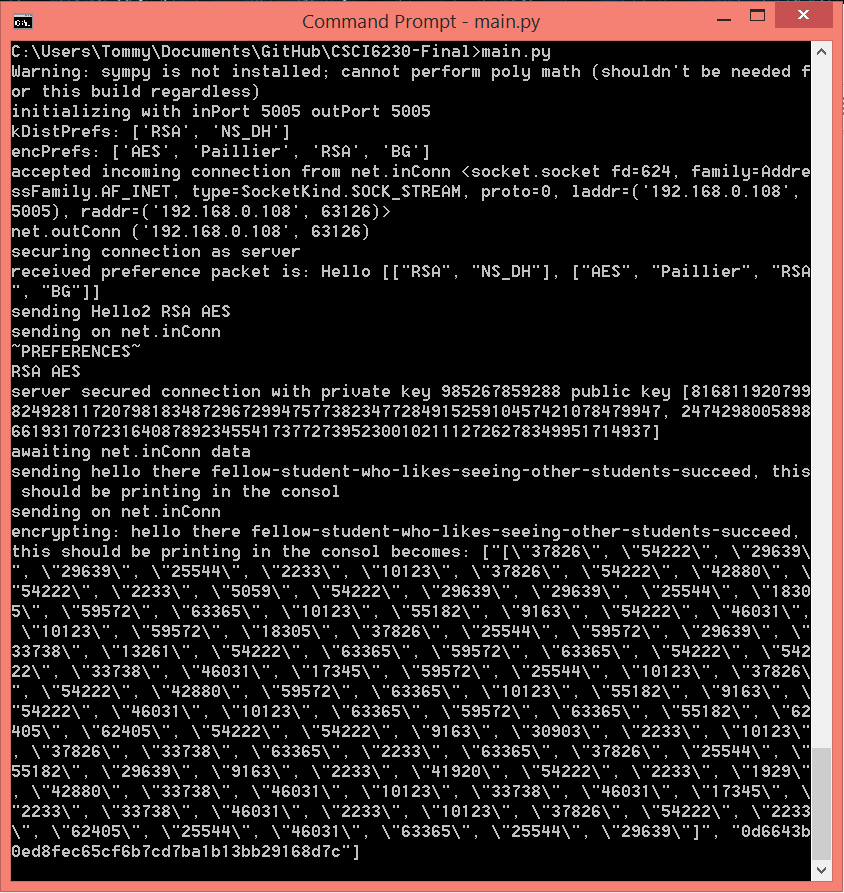 Command Prompt - main.py
C:\Users\Tommy\Documents\GitHub\CSCI6230-Final>main.py
Warning: sympy is not installed; cannot perform poly math (shouldn't be needed f
or this build regardless)
initializing with inPort 5005 outPort 5005
kDistPrefs: ['RSA', 'NS_DH']
encPrefs: ['AES', 'Paillier', 'RSA', 'BG']
accepted incoming connection from net.inConn <socket.socket fd=624, family=Addre
ssFamily.AF_INET, type=SocketKind.SOCK_STREAM, proto=0, laddr=('192.168.0.108',
5005), raddr=('192.168.0.108', 63126)>
net.outConn ('192.168.0.108', 63126)
securing connection as server
received preference packet is: Hello [["RSA", "NS_DH"], ["AES", "Paillier", "RSA
", "BG"]]
sending Hello2 RSA AES
sending on net.inConn
~PREFERENCES~
RSA AES
server secured connection with private key 985267859288 public key [816811920799
82492811720798183487296729947577382347728491525910457421078479947, 2474298005898
66193170723164087892345541737727395230010211127262783499517149​37]
awaiting net.inConn data
sending hello there fellow-student-who-likes-seeing-other-students-succeed, this
 should be printing in the consol
sending on net.inConn
encrypting: hello there fellow-student-who-likes-seeing-other-students-succeed,
this should be printing in the consol becomes: ["[\"37826\", \"54222\", \"29639\
", \"29639\", \"25544\", \"2233\", \"10123\", \"37826\", \"54222\", \"42880\", \
"54222\", \"2233\", \"5059\", \"54222\", \"29639\", \"29639\", \"25544\", \"1830
5\", \"59572\", \"63365\", \"10123\", \"55182\", \"9163\", \"54222\", \"46031\",
 \"10123\", \"59572\", \"18305\", \"37826\", \"25544\", \"59572\", \"29639\", \"
33738\", \"13261\", \"54222\", \"63365\", \"59572\", \"63365\", \"54222\", \"542
22\", \"33738\", \"46031\", \"17345\", \"59572\", \"25544\", \"10123\", \"37826\
", \"54222\", \"42880\", \"59572\", \"63365\", \"10123\", \"55182\", \"9163\", \
"54222\", \"46031\", \"10123\", \"63365\", \"59572\", \"63365\", \"55182\", \"62
405\", \"62405\", \"54222\", \"54222\", \"9163\", \"30903\", \"2233\", \"10123\"
, \"37826\", \"33738\", \"63365\", \"2233\", \"63365\", \"37826\", \"25544\", \"
55182\", \"29639\", \"9163\", \"2233\", \"41920\", \"54222\", \"2233\", \"1929\"
, \"42880\", \"33738\", \"46031\", \"10123\", \"33738\", \"46031\", \"17345\", \
"2233\", \"33738\", \"46031\", \"2233\", \"10123\", \"37826\", \"54222\", \"2233
\", \"62405\", \"25544\", \"46031\", \"63365\", \"25544\", \"29639\"]", "0d6643b
0ed8fec65cf6b7cd7ba1b13bb29168d7c"]